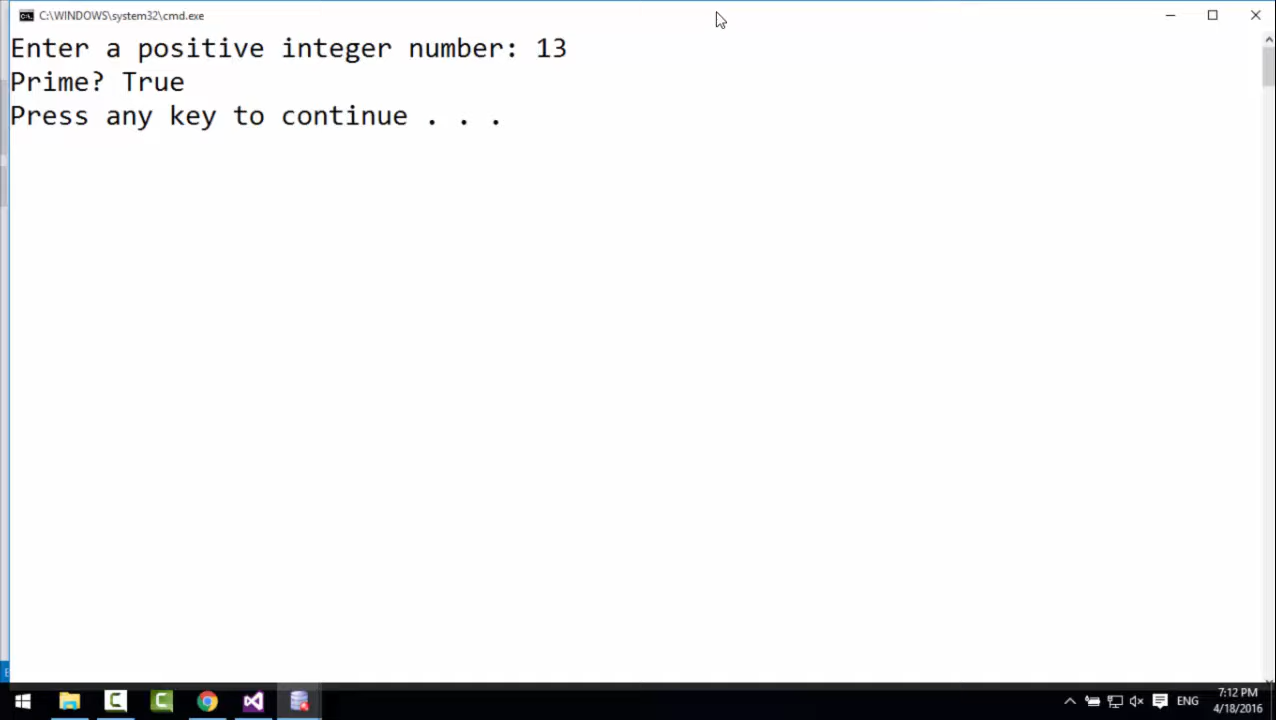 C:\WINDOWS\system32\cmd.exe
Enter a positive integer number: 13
Prime? True
Press any key to continue . . .
ENG
7:12 PM
4/18/2016